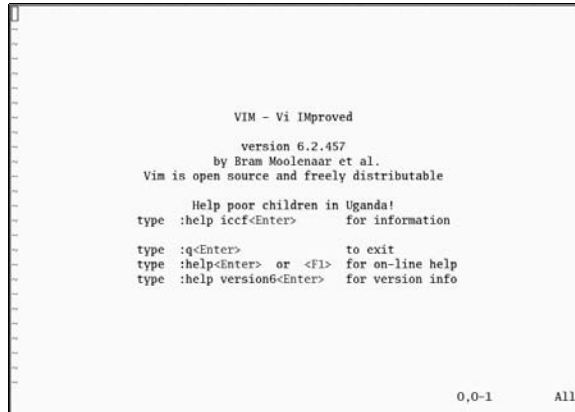 ~
~
~
~
~
~
VIM - Vi IMproved
~
version 6.2.457
by Bram Moolenaar et al.
Vim is open source and freely distributable
~
Help poor children in Uganda!
type :help iccf<Enter> for information
~
type :q<Enter> to exit
type :help<Enter> or <F1> for on-line help
type :help version6<Enter> for version info
~
~
~
~
~
~
~
0,0-1 All